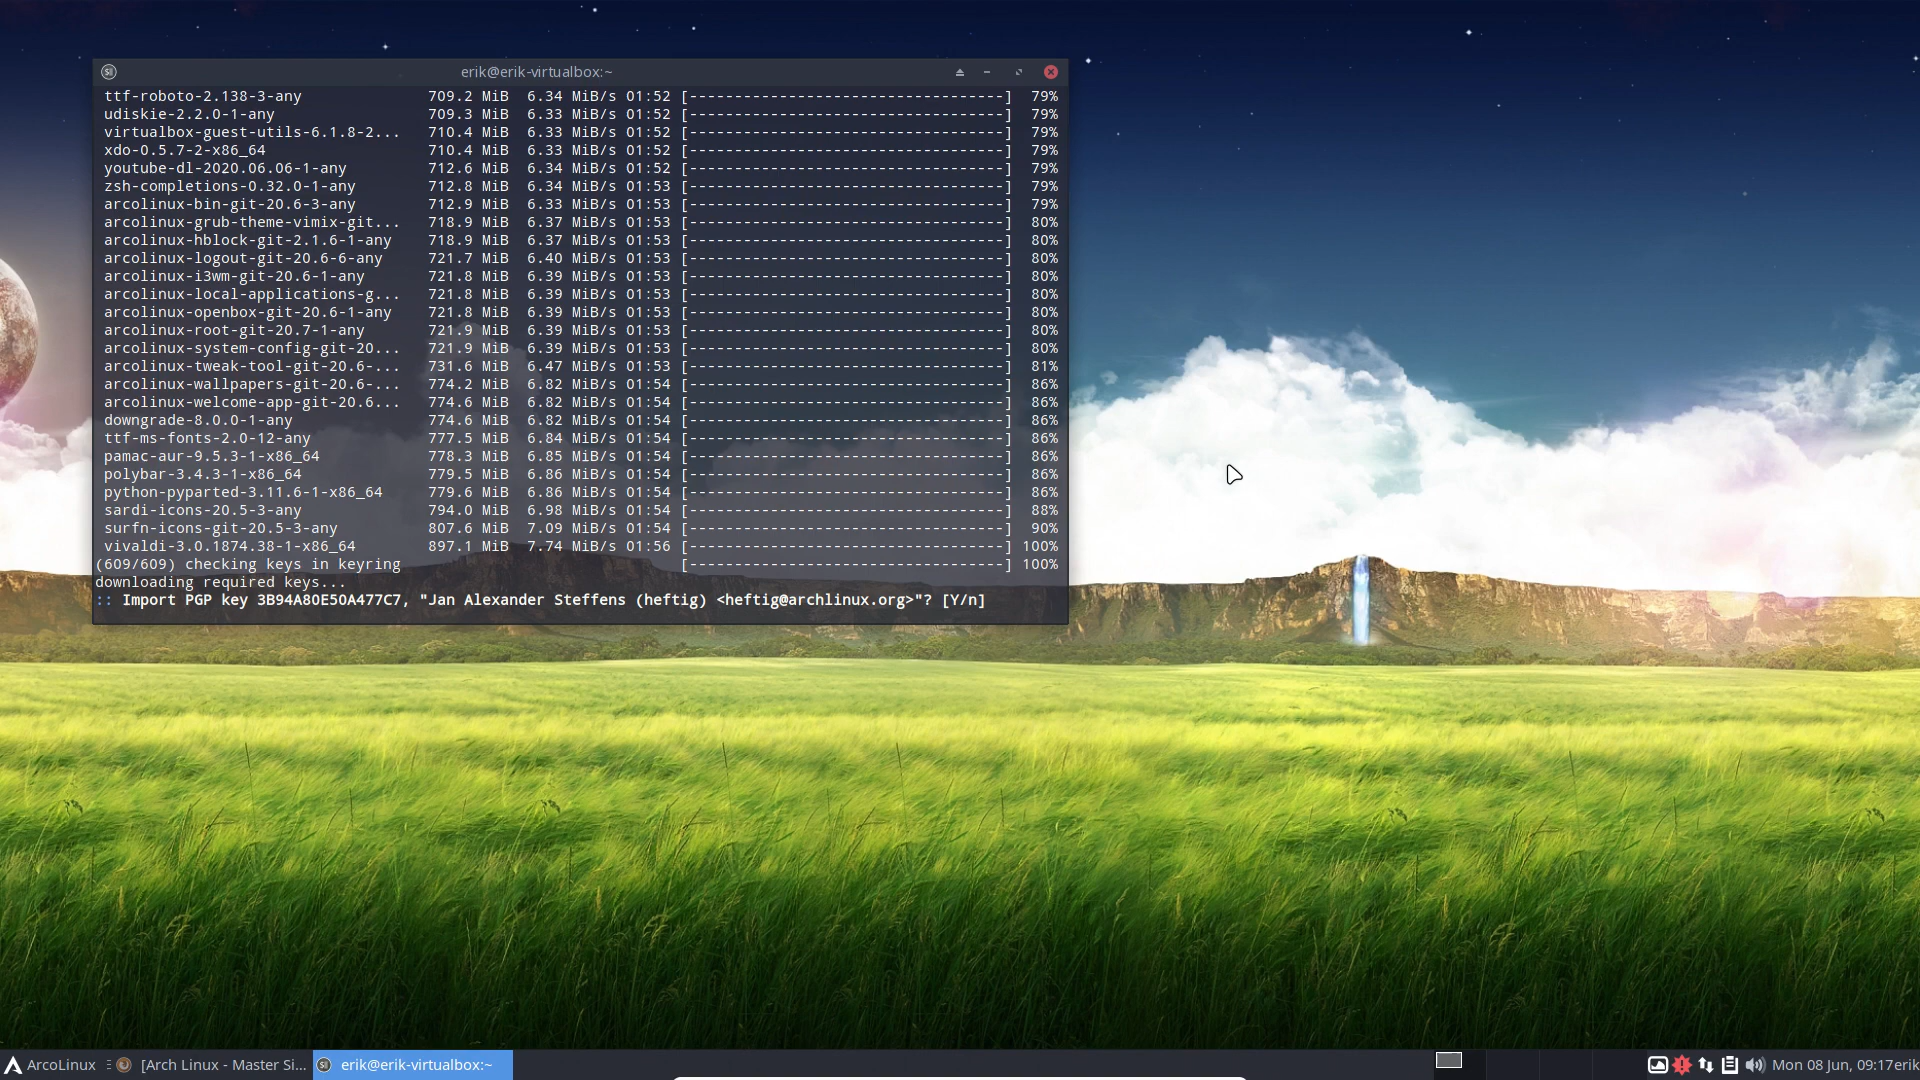 erik@erik-virtualbox:~
ttf-roboto-2.138-3-any 709.2 MiB 6.34 MiB/s 01:52 [-----------------------------------] 79%
udiskie-2.2.0-1-any 709.3 MiB 6.33 MiB/s 01:52 [-----------------------------------] 79%
virtualbox-guest-utils-6.1.8-2... 710.4 MiB 6.33 MiB/s 01:52 [-----------------------------------] 79%
xdo-0.5.7-2-x86_64 710.4 MiB 6.33 MiB/s 01:52 [-----------------------------------] 79%
youtube-dl-2020.06.06-1-any 712.6 MiB 6.34 MiB/s 01:52 [-----------------------------------] 79%
zsh-completions-0.32.0-1-any 712.8 MiB 6.34 MiB/s 01:53 [-----------------------------------] 79%
arcolinux-bin-git-20.6-3-any 712.9 MiB 6.33 MiB/s 01:53 [-----------------------------------] 79%
arcolinux-grub-theme-vimix-git... 718.9 MiB 6.37 MiB/s 01:53 [-----------------------------------] 80%
arcolinux-hblock-git-2.1.6-1-any 718.9 MiB 6.37 MiB/s 01:53 [-----------------------------------] 80%
arcolinux-logout-git-20.6-6-any 721.7 MiB 6.40 MiB/s 01:53 [-----------------------------------] 80%
arcolinux-i3wm-git-20.6-1-any 721.8 MiB 6.39 MiB/s 01:53 [-----------------------------------] 80%
arcolinux-local-applications-g... 721.8 MiB 6.39 MiB/s 01:53 [-----------------------------------] 80%
arcolinux-openbox-git-20.6-1-any 721.8 MiB 6.39 MiB/s 01:53 [-----------------------------------] 80%
arcolinux-root-git-20.7-1-any 721.9 MiB 6.39 MiB/s 01:53 [-----------------------------------] 80%
arcolinux-system-config-git-20... 721.9 MiB 6.39 MiB/s 01:53 [-----------------------------------] 80%
arcolinux-tweak-tool-git-20.6-... 731.6 MiB 6.47 MiB/s 01:53 [-----------------------------------] 81%
arcolinux-wallpapers-git-20.6-... 774.2 MiB 6.82 MiB/s 01:54 [-----------------------------------] 86%
arcolinux-welcome-app-git-20.6... 774.6 MiB 6.82 MiB/s 01:54 [-----------------------------------] 86%
downgrade-8.0.0-1-any 774.6 MiB 6.82 MiB/s 01:54 [-----------------------------------] 86%
ttf-ms-fonts-2.0-12-any 777.5 MiB 6.84 MiB/s 01:54 [-----------------------------------] 86%
pamac-aur-9.5.3-1-x86_64 778.3 MiB 6.85 MiB/s 01:54 [-----------------------------------] 86%
polybar-3.4.3-1-x86_64 779.5 MiB 6.86 MiB/s 01:54 [-----------------------------------] 86%
python-pyparted-3.11.6-1-x86_64 779.6 MiB 6.86 MiB/s 01:54 [-----------------------------------] 86%
sardi-icons-20.5-3-any 794.0 MiB 6.98 MiB/s 01:54 [-----------------------------------] 88%
surfn-icons-git-20.5-3-any 807.6 MiB 7.09 MiB/s 01:54 [-----------------------------------] 90%
vivaldi-3.0.1874.38-1-x86_64 897.1 MiB 7.74 MiB/s 01:56 [-----------------------------------] 100%
(609/609) checking keys in keyring [-----------------------------------] 100%
downloading required keys...
:: Import PGP key 3B94A80E50A477C7, "Jan Alexander Steffens (heftig) <heftig@archlinux.org>"? [Y/n]
ArcoLinux [Arch Linux - Master Si... erik@erik-virtualbox:~ Mon 08 Jun, 09:17 erik